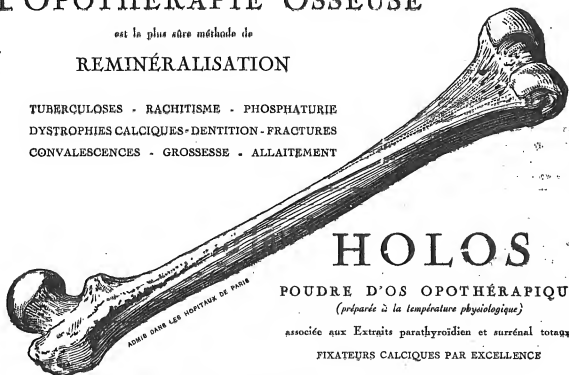 L'OPOTHÉRAPIE OSSEUSE
est la plus sûre méthode de
REMINÉRALISATION
TUBERCULOSES - RACHITISME - PHOSPHATURIE
DYSTROPHIES CALCIQUES - DENTITION - FRACTURES
CONVALESCENCES - GROSSESSE - ALLAITEMENT
HOLOS
POUDRE D'OS OPOTHÉRAPIQU
(préparée à la température physiologique)
associée aux Extraits parathyroïdien et surrénal totaux
FIXATEURS CALCIQUES PAR EXCELLENCE
ADMIS DANS LES HOPITAUX DE PARIS